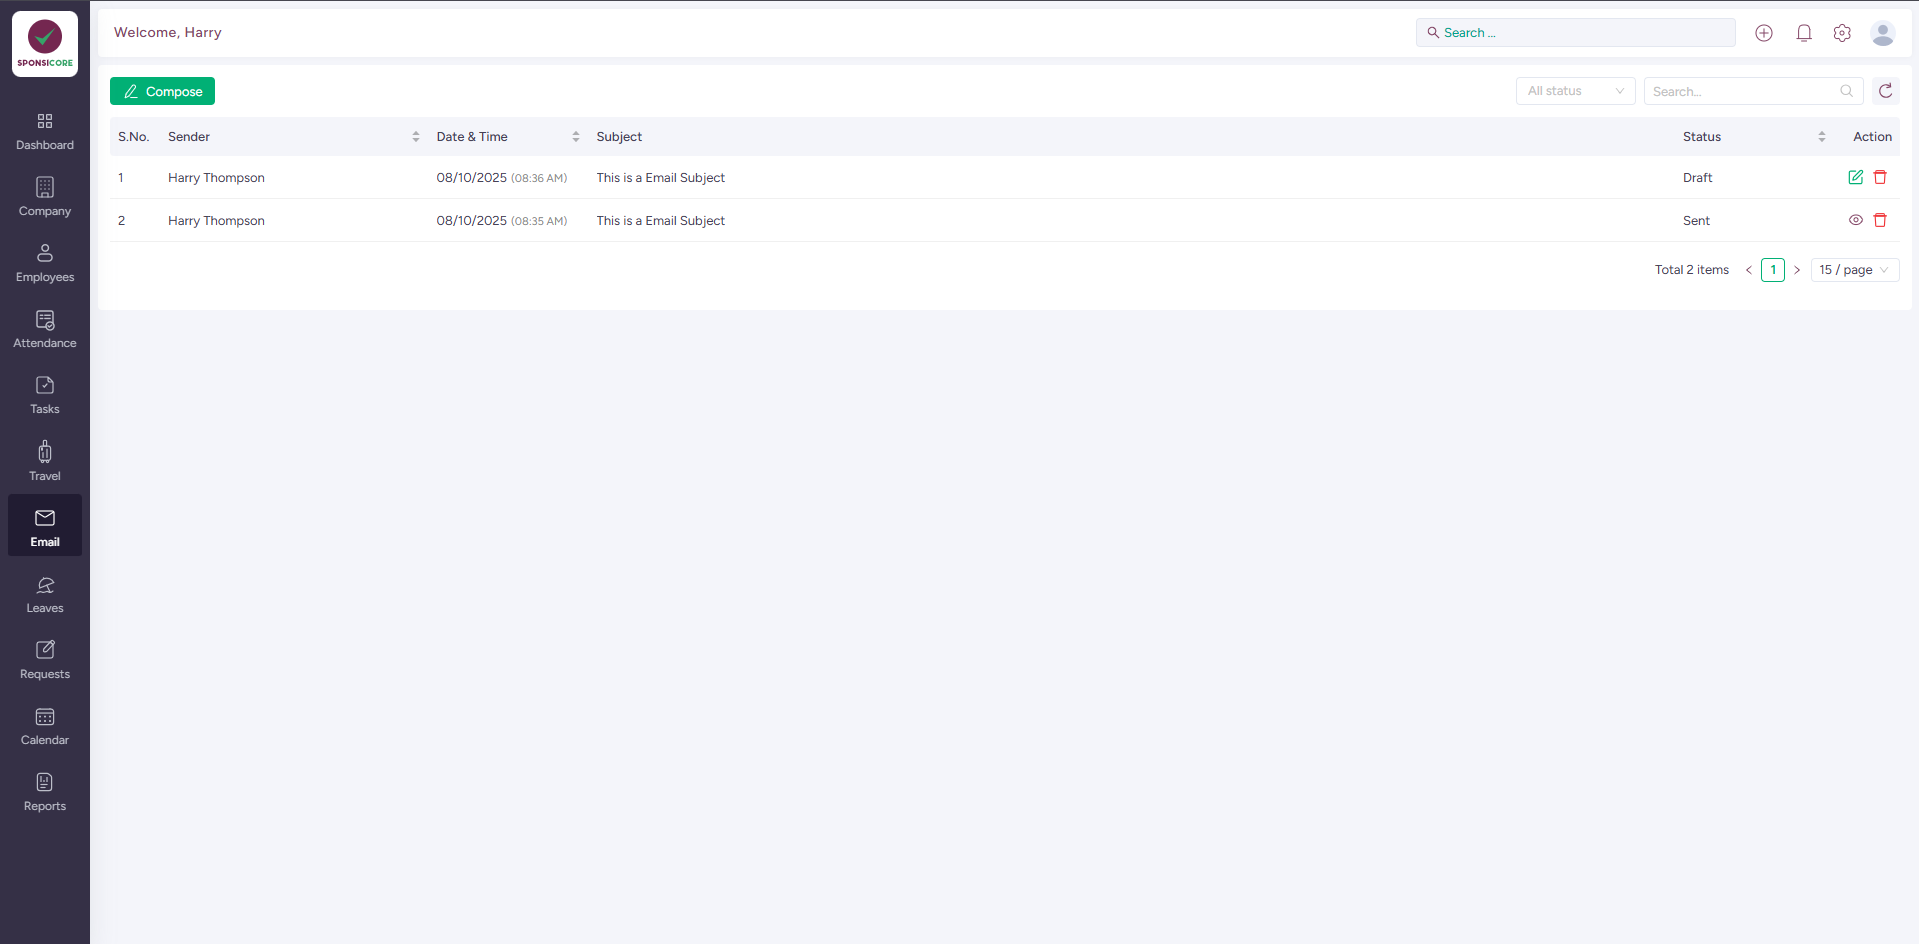 SPONSICORE
Welcome, Harry
Search ...
Dashboard
Company
Employees
Attendance
Tasks
Travel
Email
Leaves
Requests
Calendar
Reports
Compose
All status
Search...
S.No. Sender Date & Time Subject Status Action
1 Harry Thompson 08/10/2025 (08:36 AM) This is a Email Subject Draft
2 Harry Thompson 08/10/2025 (08:35 AM) This is a Email Subject Sent
Total 2 items < 1 > 15 / page